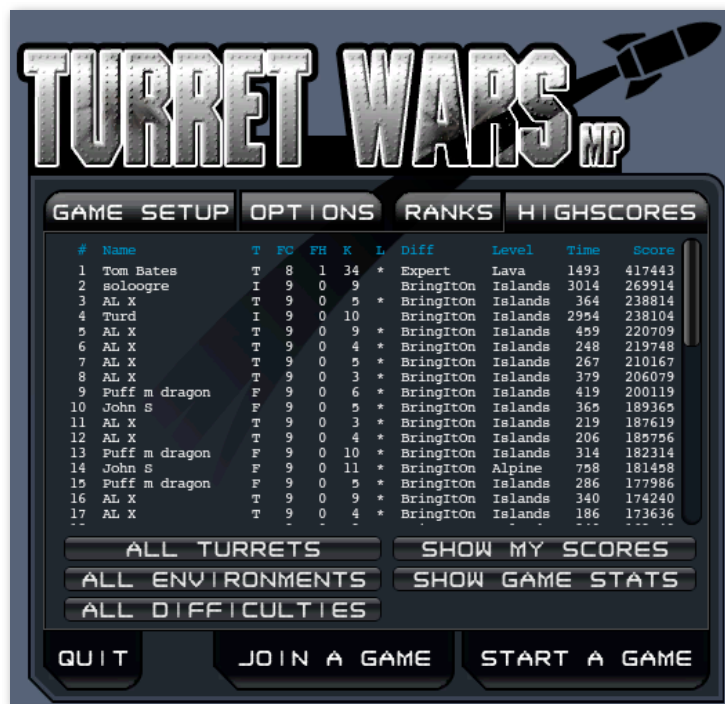 TURRET WARS MP
GAME SETUP OPTIONS RANKS HIGHSCORES
# Name T FC FH K L Diff Level Time Score
1 Tom Bates T 8 1 34 * Expert Lava 1493 417443
2 soloogre I 9 0 9 BringItOn Islands 3014 269914
3 AL X T 9 0 5 * BringItOn Islands 364 238814
4 Turd I 9 0 10 BringItOn Islands 2954 238104
5 AL X T 9 0 9 * BringItOn Islands 459 220709
6 AL X T 9 0 4 * BringItOn Islands 248 219748
7 AL X T 9 0 5 * BringItOn Islands 267 210167
8 AL X T 9 0 3 * BringItOn Islands 379 206079
9 Puff m dragon F 9 0 6 * BringItOn Islands 419 200119
10 John S F 9 0 5 * BringItOn Islands 365 189365
11 AL X T 9 0 3 * BringItOn Islands 219 187619
12 AL X T 9 0 4 * BringItOn Islands 206 185756
13 Puff m dragon F 9 0 10 * BringItOn Islands 314 182314
14 John S F 9 0 11 * BringItOn Alpine 758 181458
15 Puff m dragon F 9 0 5 * BringItOn Islands 286 177986
16 AL X T 9 0 9 * BringItOn Islands 340 174240
17 AL X T 9 0 4 * BringItOn Islands 186 173636
ALL TURRETS SHOW MY SCORES
ALL ENVIRONMENTS SHOW GAME STATS
ALL DIFFICULTIES
QUIT JOIN A GAME START A GAME